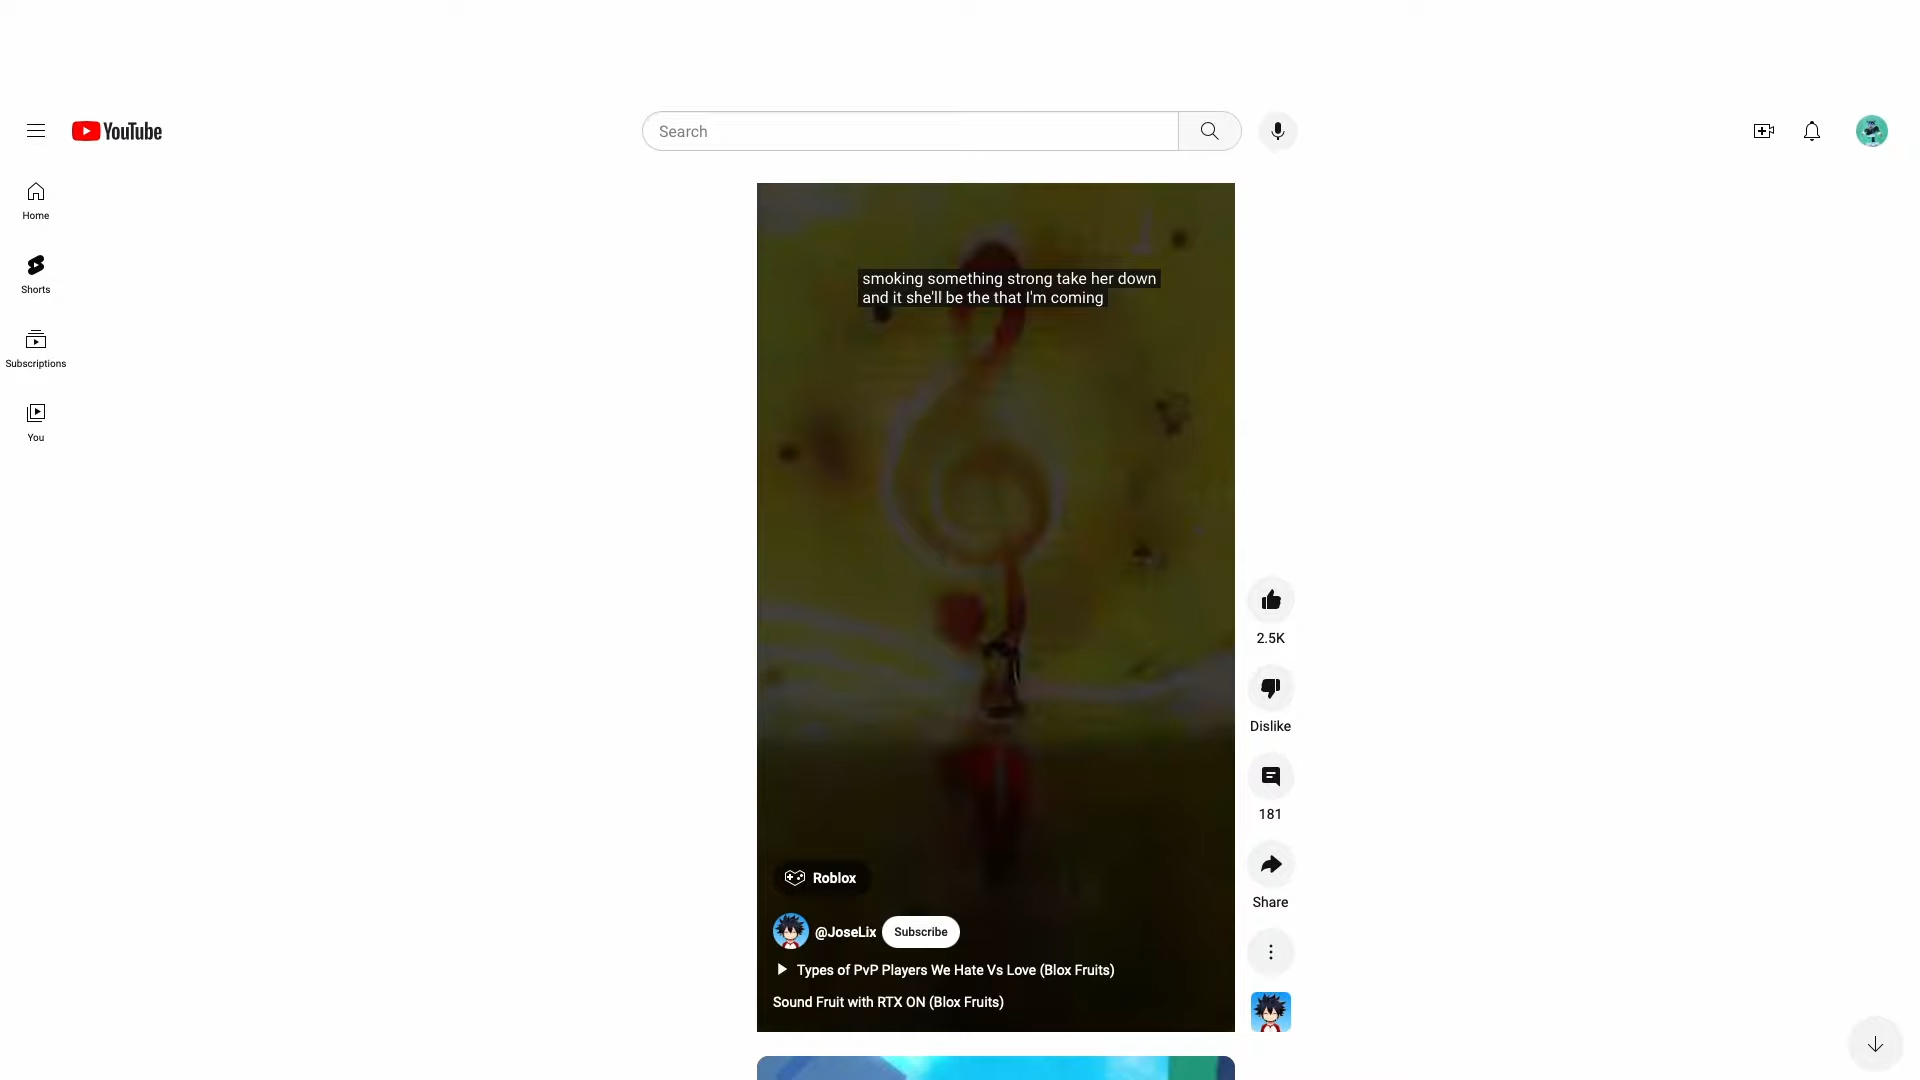 YouTube
Search
Home
Shorts
Subscriptions
You
smoking something strong take her down
and it she'll be the that I'm coming
2.5K
Dislike
181
Share
Roblox
@JoseLix Subscribe
Types of PvP Players We Hate Vs Love (Blox Fruits)
Sound Fruit with RTX ON (Blox Fruits)